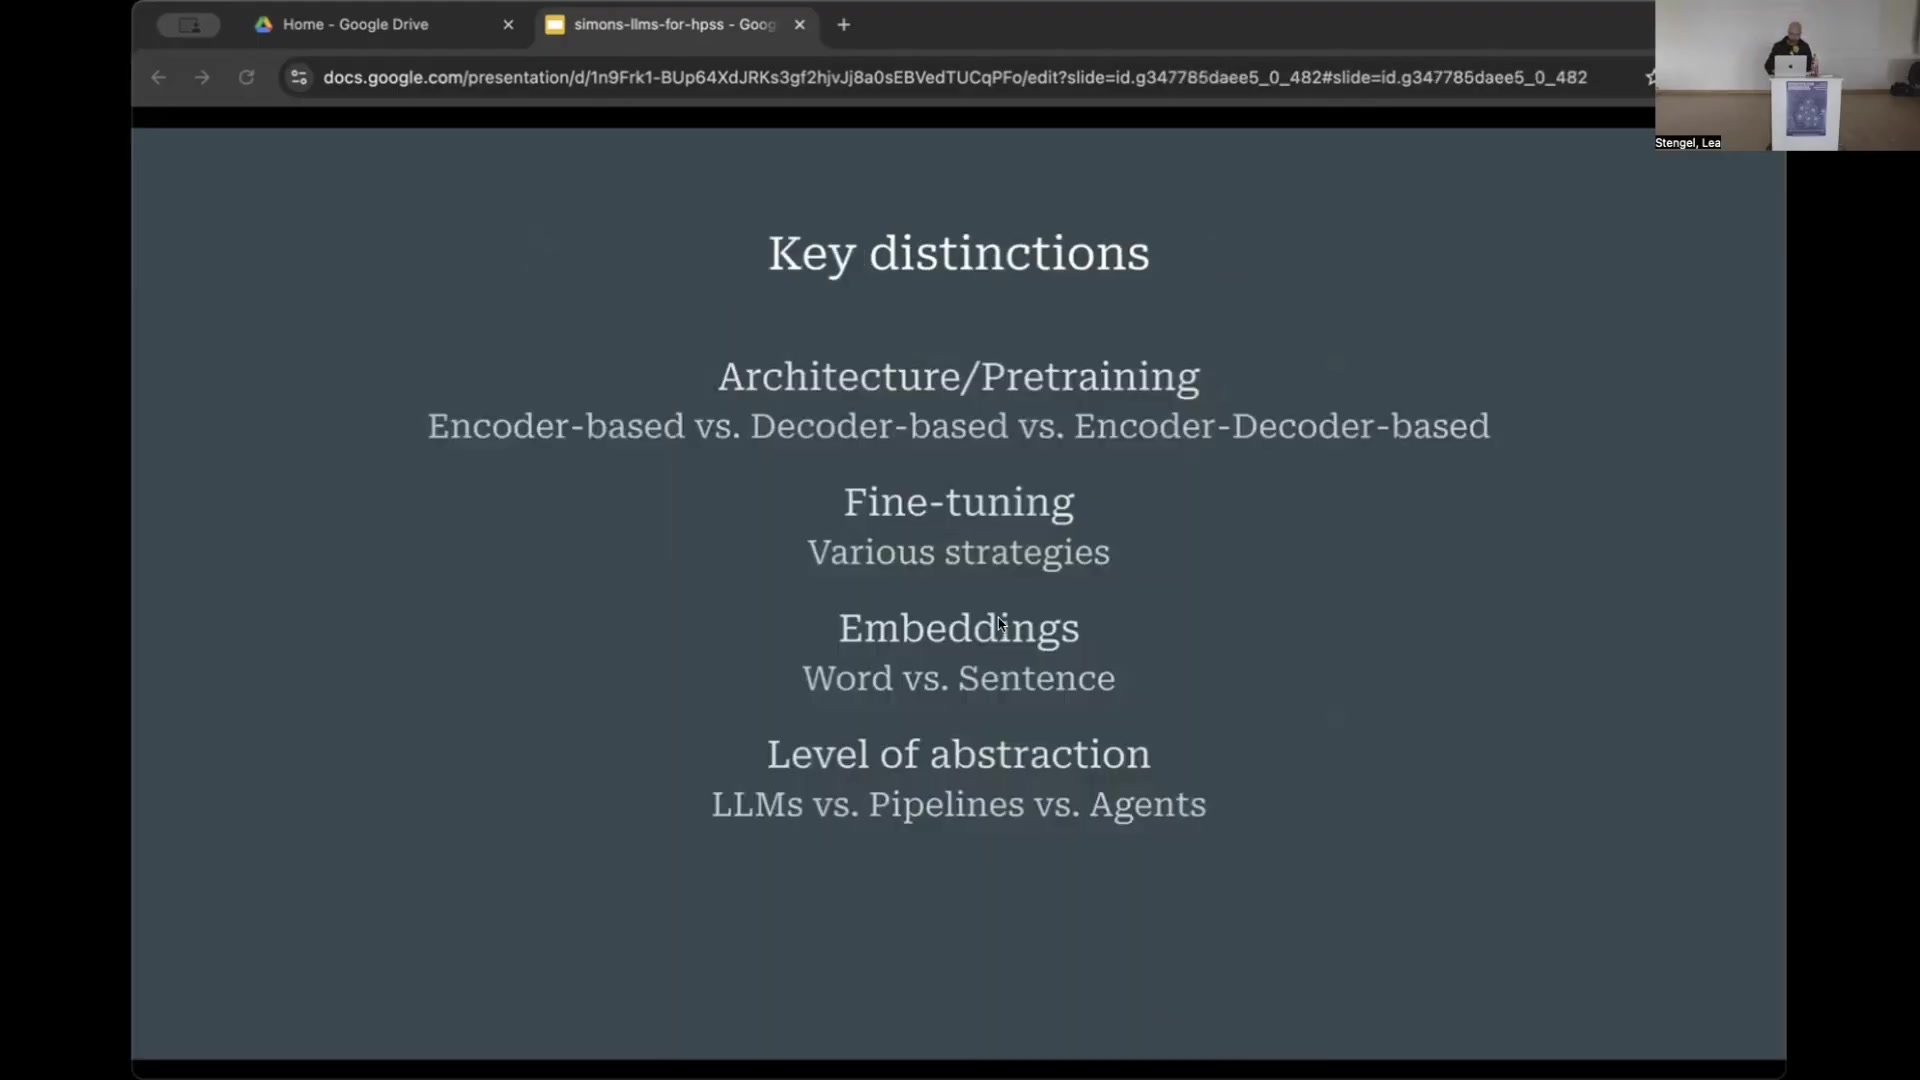 Home - Google Drive
simons-llms-for-hpss - Goog
docs.google.com/presentation/d/1n9Frk1-BUp64XdJRKs3gf2hjvJj8a0sEBVedTUCqPFo/edit?slide=id.g347785daee5_0_482#slide=id.g347785daee5_0_482
Stengel, Lea
Key distinctions
Architecture/Pretraining
Encoder-based vs. Decoder-based vs. Encoder-Decoder-based
Fine-tuning
Various strategies
Embeddings
Word vs. Sentence
Level of abstraction
LLMs vs. Pipelines vs. Agents